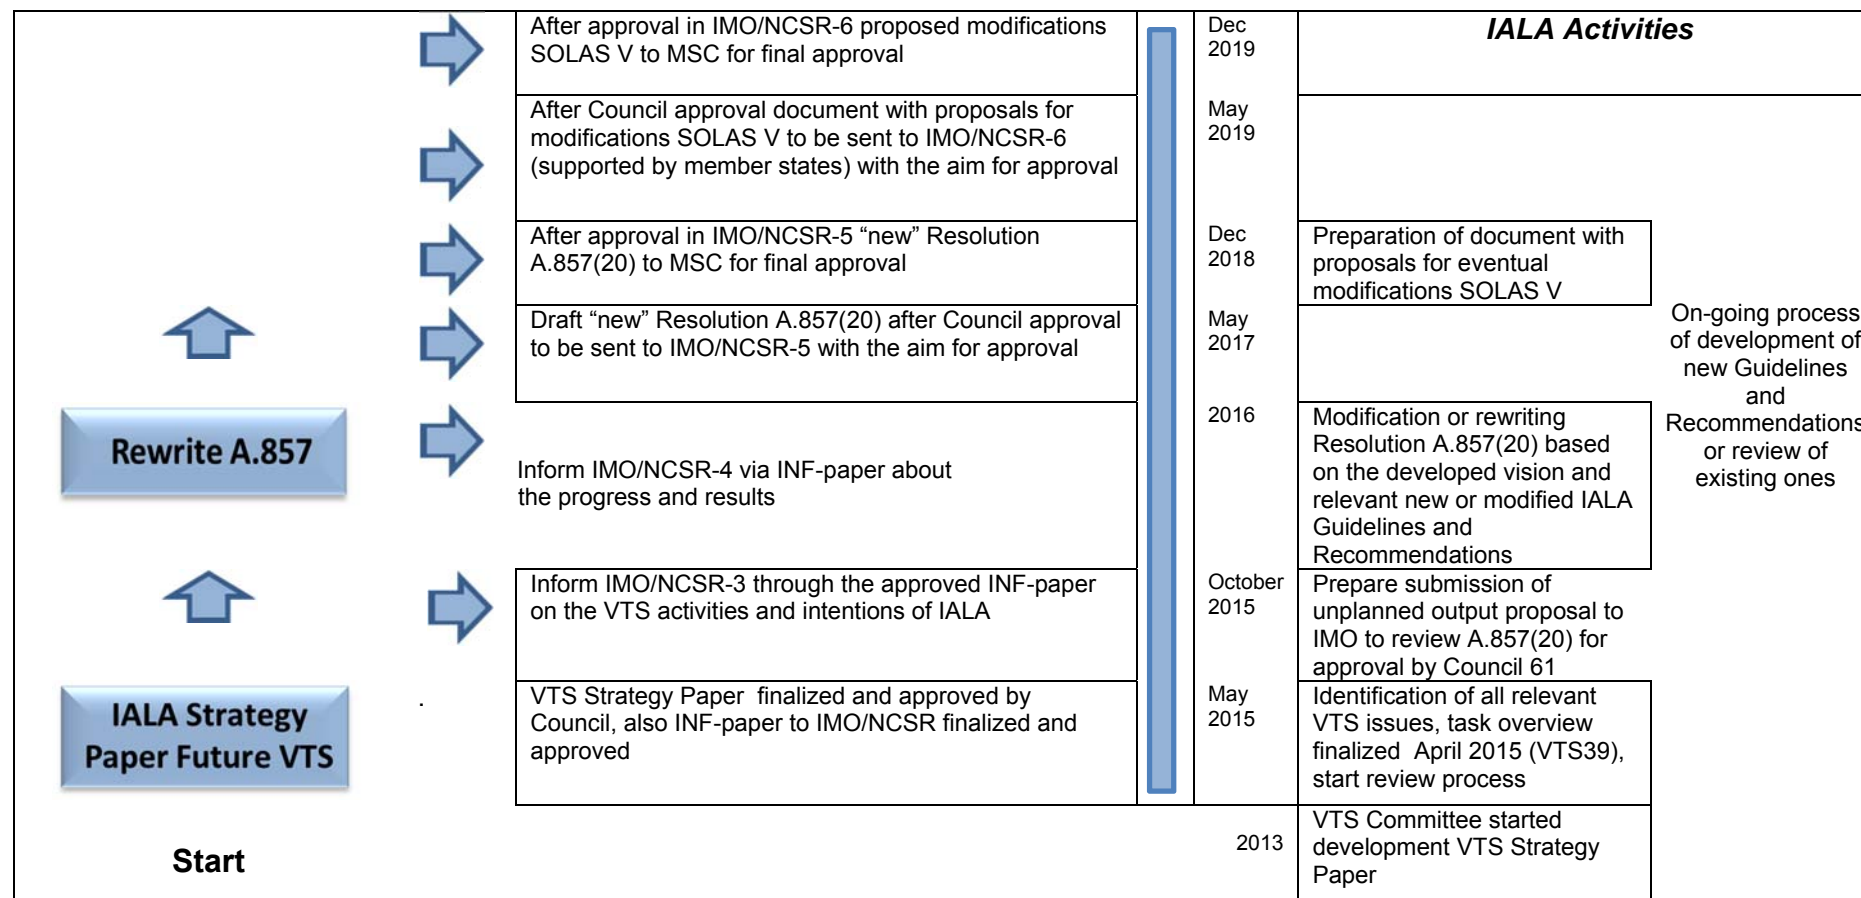 After approval in IMO/NCSR-6 proposed modifications
SOLAS V to MSC for final approval
Dec
2019
IALA Activities
After Council approval document with proposals for
modifications SOLAS V to be sent to IMO/NCSR-6
(supported by member states) with the aim for approval
May
2019
After approval in IMO/NCSR-5 “new” Resolution
A.857(20) to MSC for final approval
Dec
2018
Preparation of document with
proposals for eventual
modifications SOLAS V
Draft “new” Resolution A.857(20) after Council approval
to be sent to IMO/NCSR-5 with the aim for approval
May
2017
On-going process
of development of
new Guidelines
and
Recommendations
or review of
existing ones
Rewrite A.857
Inform IMO/NCSR-4 via INF-paper about
the progress and results
2016
Modification or rewriting
Resolution A.857(20) based
on the developed vision and
relevant new or modified IALA
Guidelines and
Recommendations
Inform IMO/NCSR-3 through the approved INF-paper
on the VTS activities and intentions of IALA
October
2015
Prepare submission of
unplanned output proposal to
IMO to review A.857(20) for
approval by Council 61
IALA Strategy
Paper Future VTS
.
VTS Strategy Paper finalized and approved by
Council, also INF-paper to IMO/NCSR finalized and
approved
May
2015
Identification of all relevant
VTS issues, task overview
finalized April 2015 (VTS39),
start review process
Start
2013
VTS Committee started
development VTS Strategy
Paper